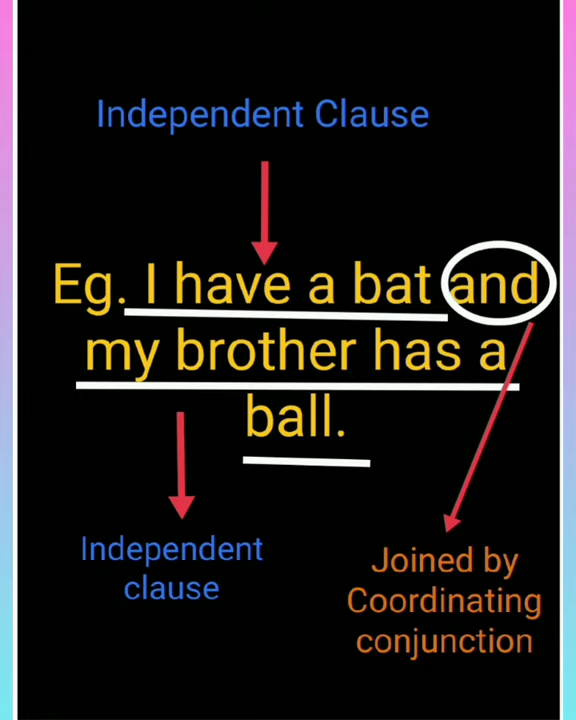 Independent Clause
Eg. I have a bat and
my brother has a
ball.
Independent
clause
Joined by
Coordinating
conjunction